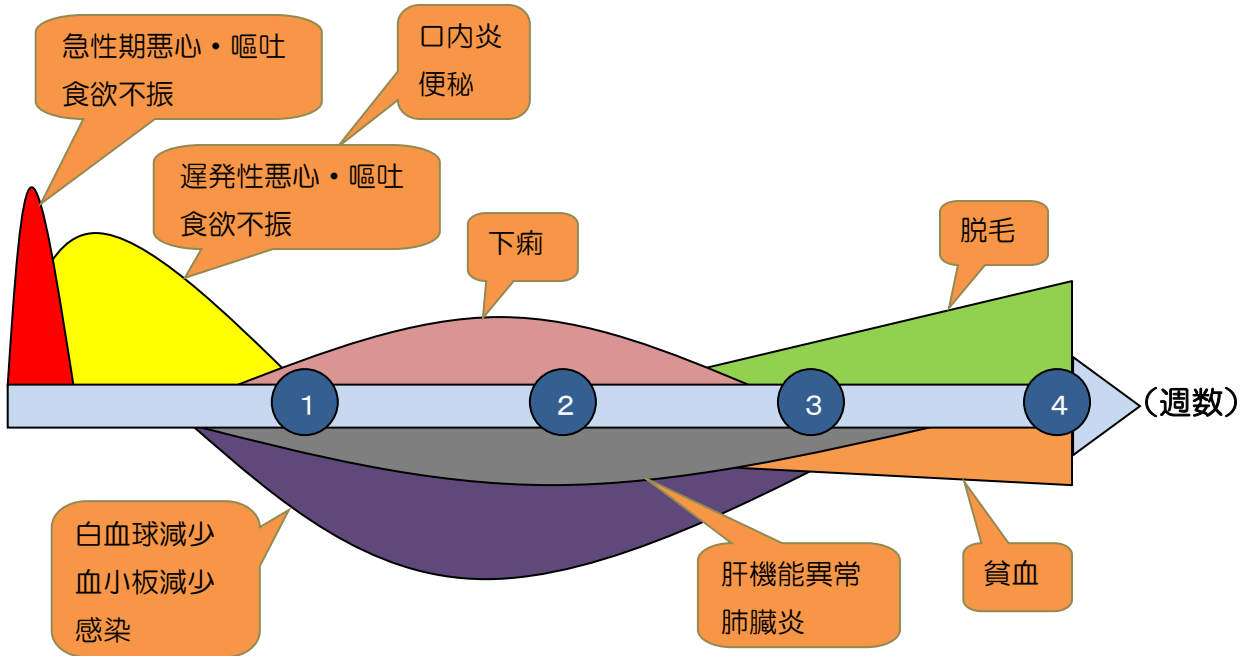 急性期悪心・嘔吐
食欲不振
口内炎
便秘
遅発性悪心・嘔吐
食欲不振
下痢
脱毛
1
2
3
4
(週数)
白血球減少
血小板減少
感染
肝機能異常
肺臓炎
貧血